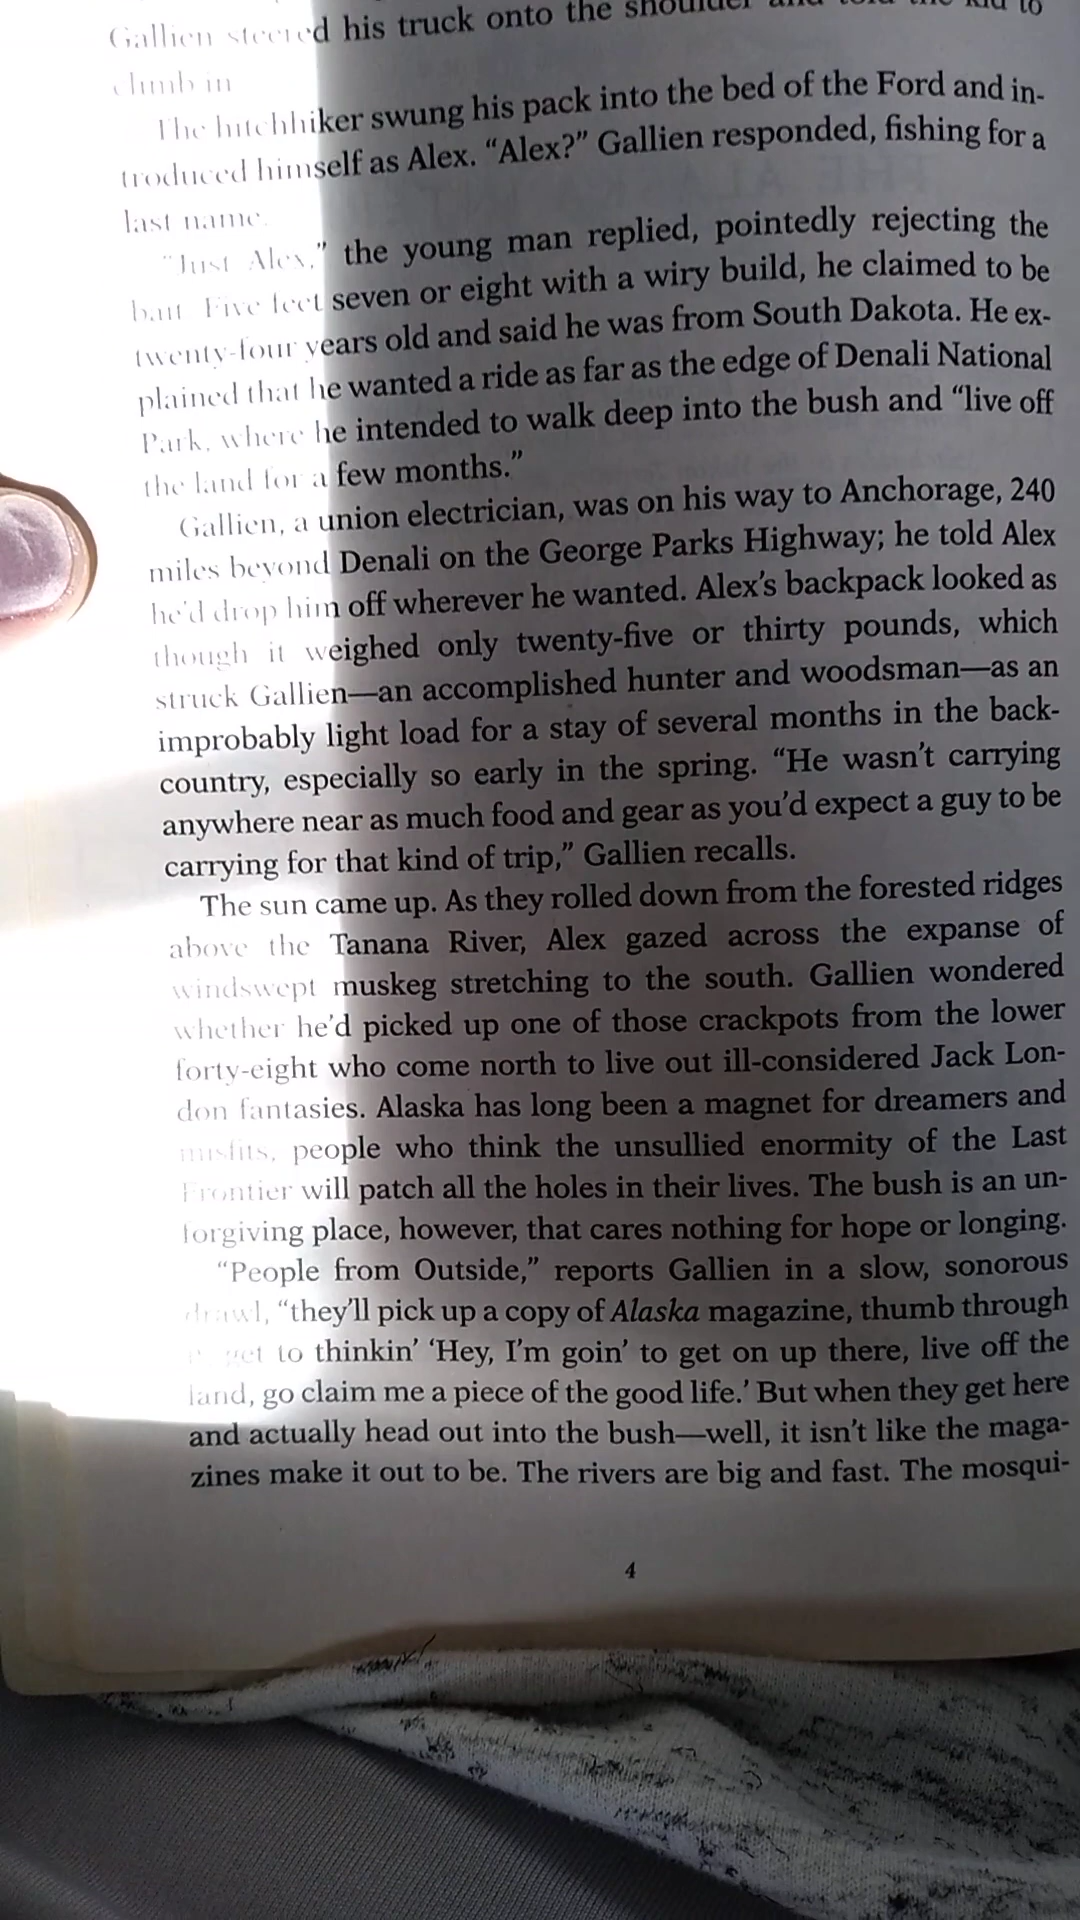 Gallien steered his truck onto the shoulder and told the kid to
climb in
The hitchhiker swung his pack into the bed of the Ford and in-
troduced himself as Alex. “Alex?” Gallien responded, fishing for a
last name.
“Just Alex,” the young man replied, pointedly rejecting the
bait. Five feet seven or eight with a wiry build, he claimed to be
twenty-four years old and said he was from South Dakota. He ex-
plained that he wanted a ride as far as the edge of Denali National
Park, where he intended to walk deep into the bush and “live off
the land for a few months.”
Gallien, a union electrician, was on his way to Anchorage, 240
miles beyond Denali on the George Parks Highway; he told Alex
he’d drop him off wherever he wanted. Alex’s backpack looked as
though it weighed only twenty-five or thirty pounds, which
struck Gallien—an accomplished hunter and woodsman—as an
improbably light load for a stay of several months in the back-
country, especially so early in the spring. “He wasn’t carrying
anywhere near as much food and gear as you’d expect a guy to be
carrying for that kind of trip,” Gallien recalls.
The sun came up. As they rolled down from the forested ridges
above the Tanana River, Alex gazed across the expanse of
windswept muskeg stretching to the south. Gallien wondered
whether he’d picked up one of those crackpots from the lower
forty-eight who come north to live out ill-considered Jack Lon-
don fantasies. Alaska has long been a magnet for dreamers and
misfits, people who think the unsullied enormity of the Last
Frontier will patch all the holes in their lives. The bush is an un-
forgiving place, however, that cares nothing for hope or longing.
“People from Outside,” reports Gallien in a slow, sonorous
drawl, “they’ll pick up a copy of Alaska magazine, thumb through
get to thinkin’ ‘Hey, I’m goin’ to get on up there, live off the
land, go claim me a piece of the good life.’ But when they get here
and actually head out into the bush—well, it isn’t like the maga-
zines make it out to be. The rivers are big and fast. The mosqui-
4